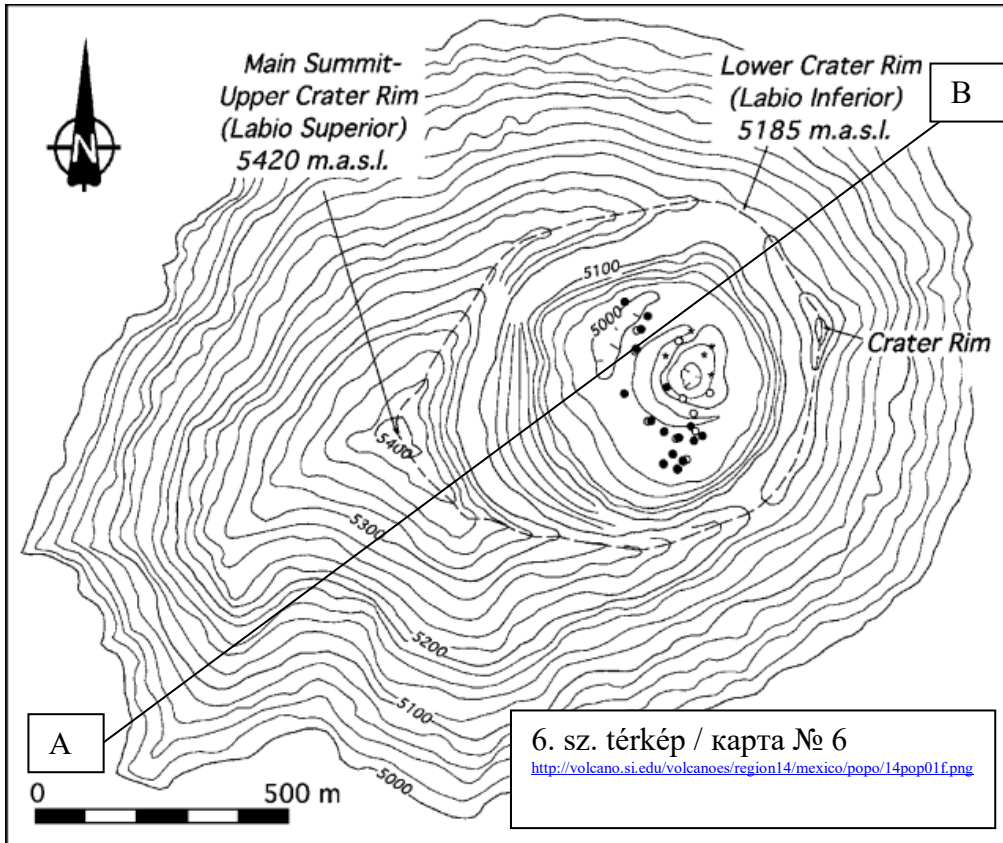 Main Summit-
Upper Crater Rim
(Labio Superior)
5420 m.a.s.l.
Lower Crater Rim
(Labio Inferior)
5185 m.a.s.l.
B
N
5100
5000
Crater Rim
5400
5300
5200
5100
5000
A
0 500 m
6. sz. térkép / карта № 6
http://volcano.si.edu/volcanoes/region14/mexico/popo/14pop01f.png